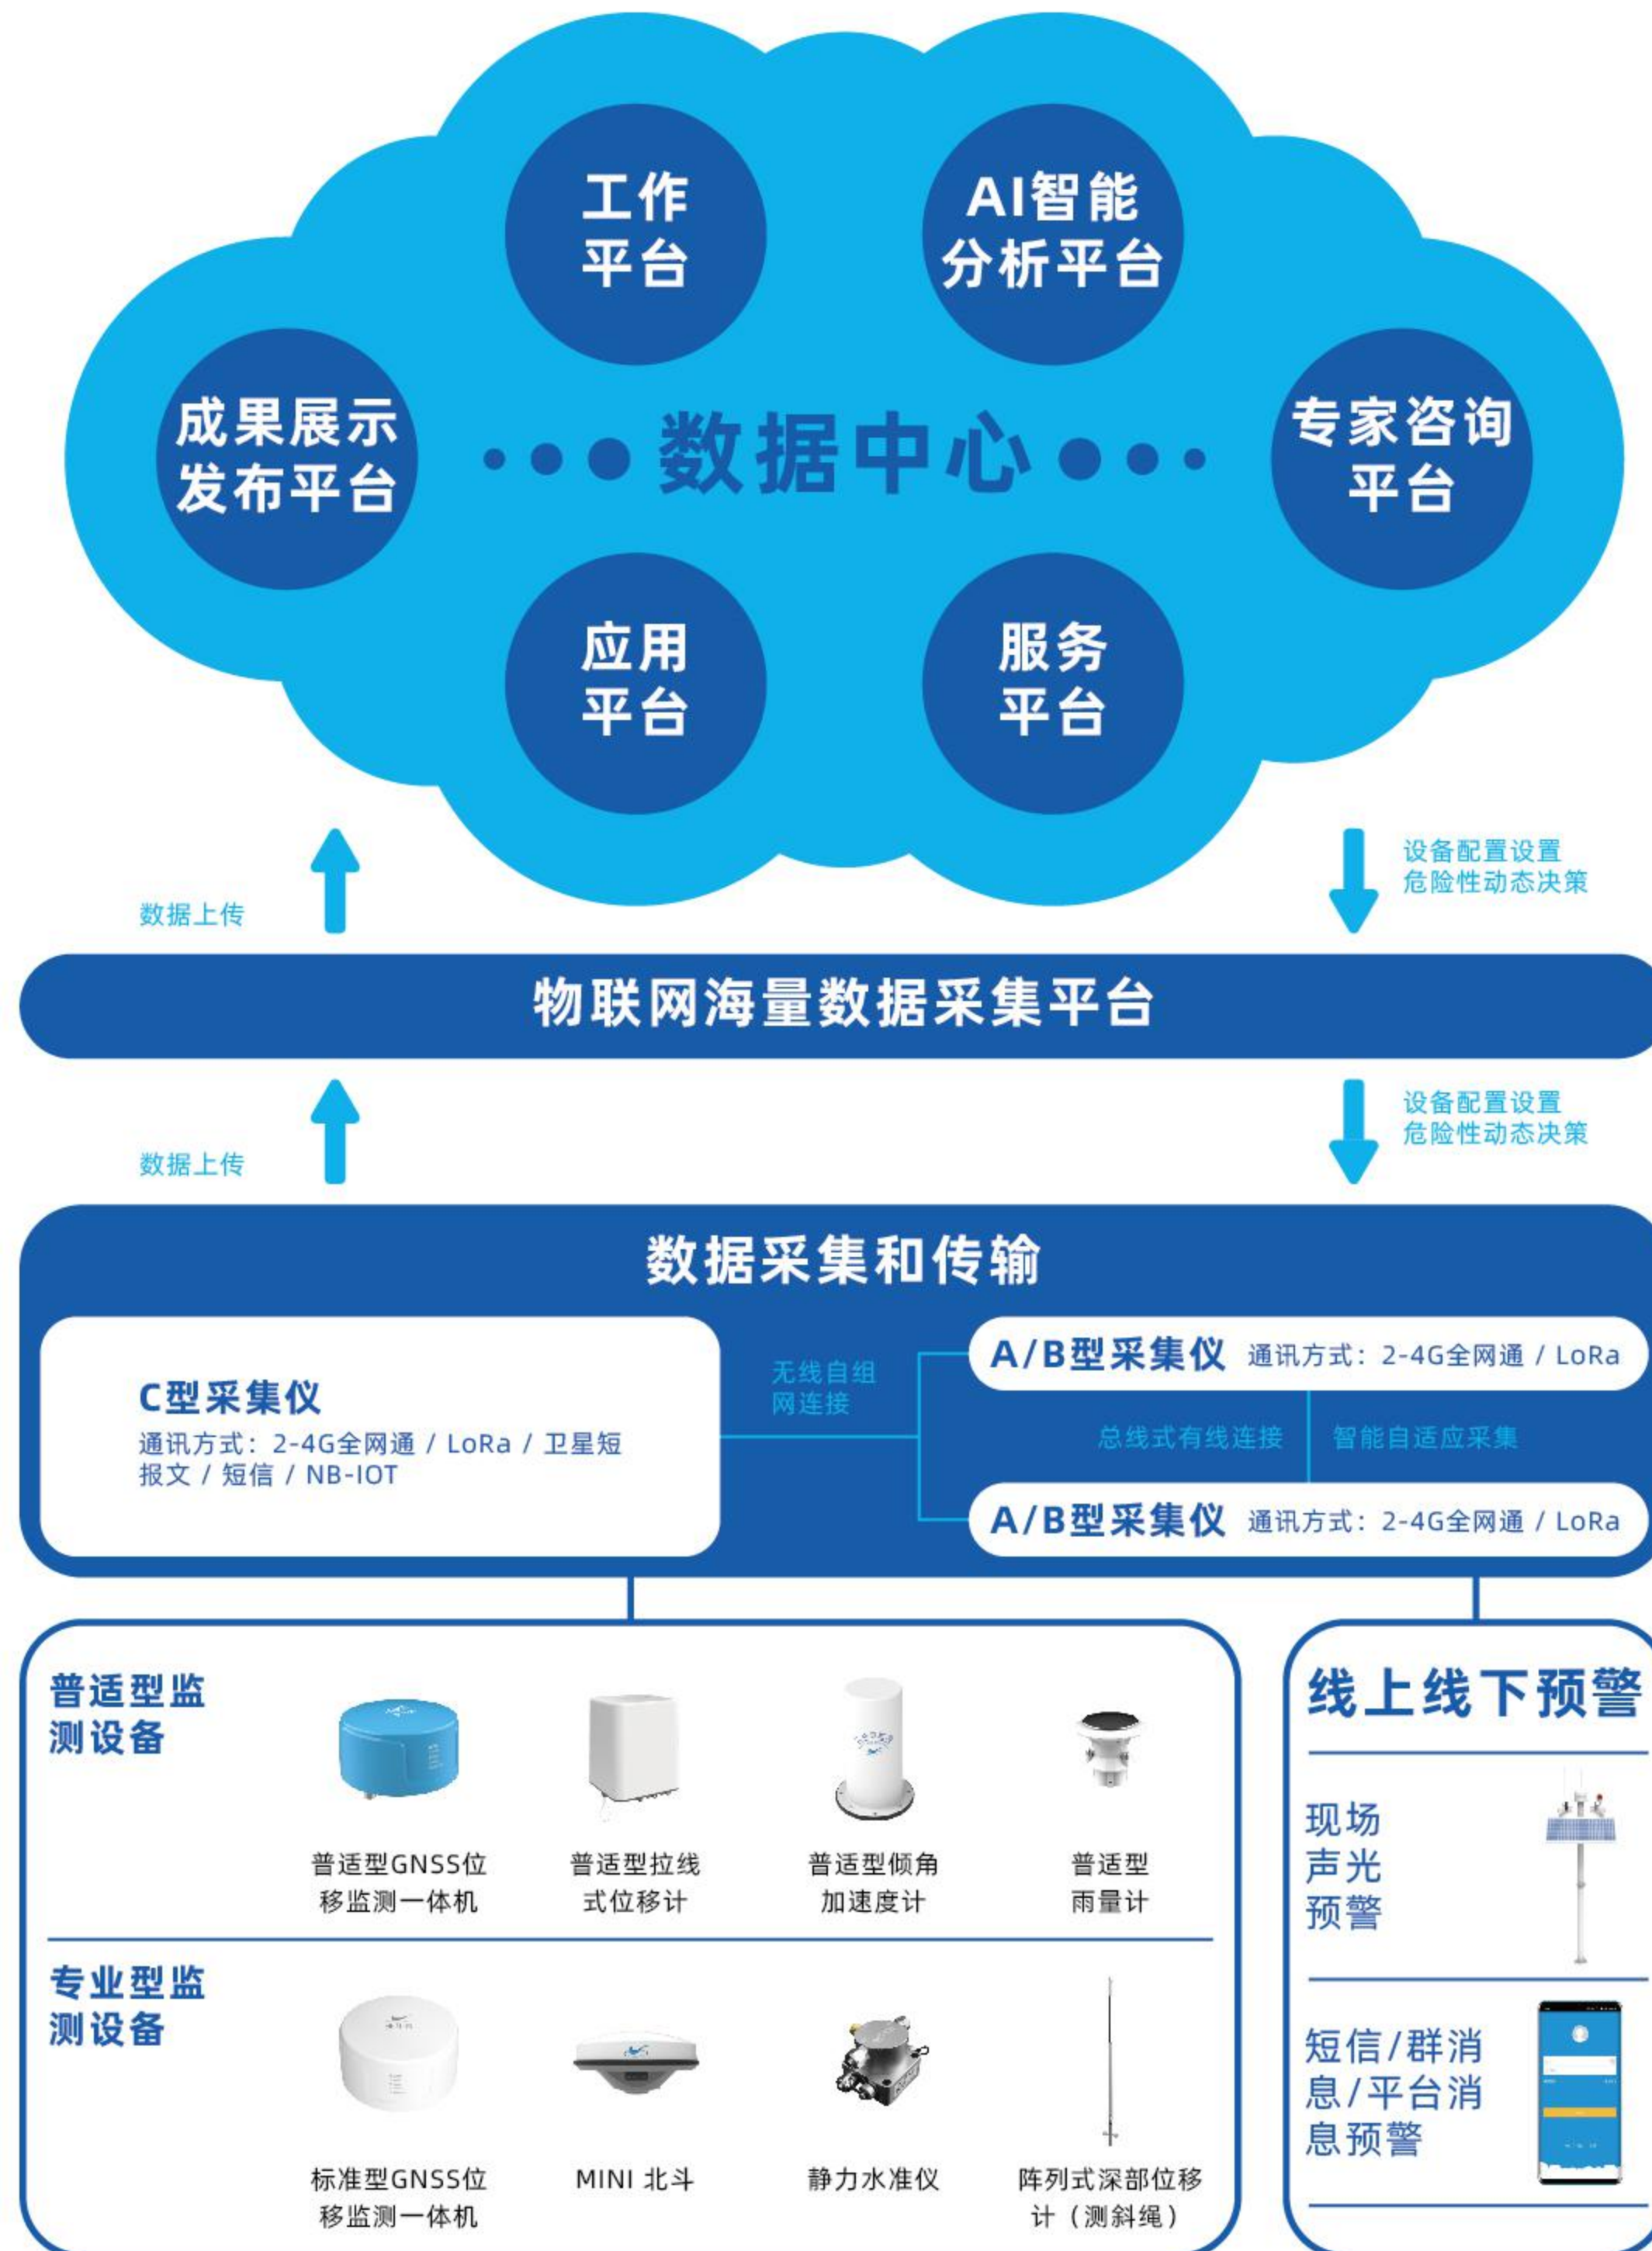 工作
平台
AI智能
分析平台
成果展示
发布平台
数据中心
专家咨询
平台
应用
平台
服务
平台
数据上传
设备配置设置
危险性动态决策
物联网海量数据采集平台
数据上传
设备配置设置
危险性动态决策
数据采集和传输
C型采集仪
通讯方式：2-4G全网通 / LoRa / 卫星短
报文 / 短信 / NB-IOT
无线自组
网连接
A/B型采集仪 通讯方式：2-4G全网通 / LoRa
总线式有线连接 智能自适应采集
A/B型采集仪 通讯方式：2-4G全网通 / LoRa
普适型监
测设备
普适型GNSS位
移监测一体机
普适型拉线
式位移计
普适型倾角
加速度计
普适型
雨量计
专业型监
测设备
标准型GNSS位
移监测一体机
MINI 北斗
静力水准仪
阵列式深部位移
计（测斜绳）
线上线下预警
现场
声光
预警
短信/群消
息/平台消
息预警